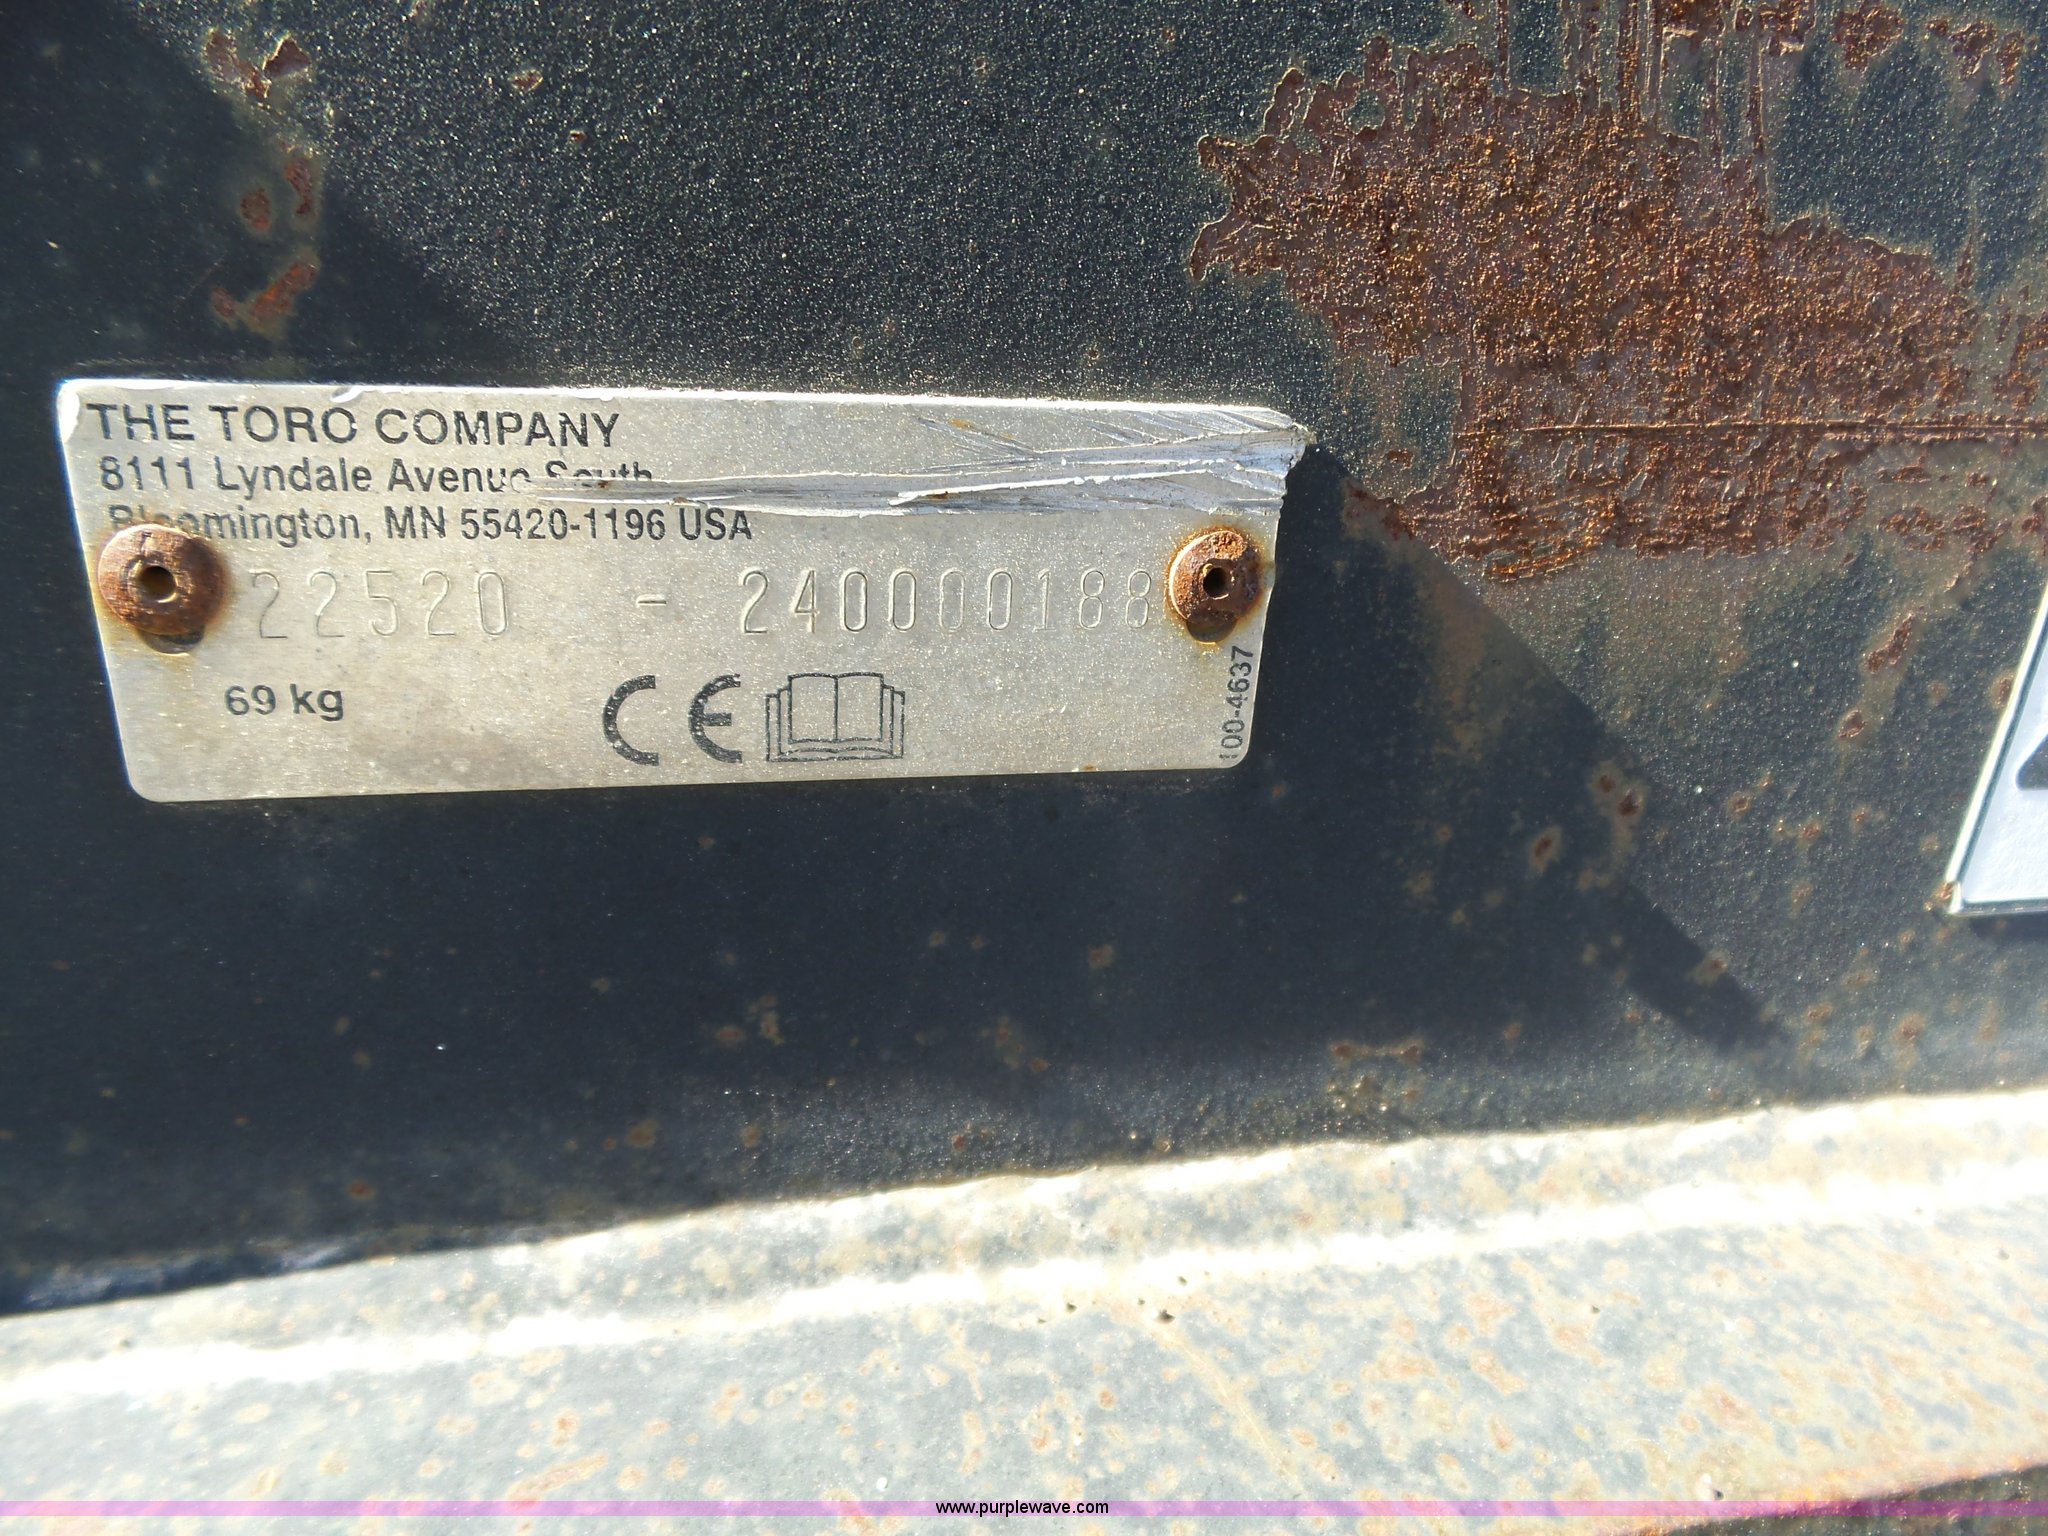 THE TORO COMPANY
8111 Lyndale Avenue South
Bloomington, MN 55420-1196 USA
22520 - 240000188
69 kg
CE
100-4637
www.purplewave.com